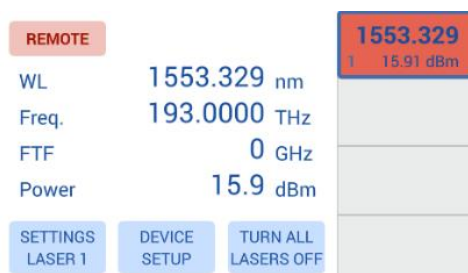 REMOTE
WL 1553.329 nm
Freq. 193.0000 THz
FTF 0 GHz
Power 15.9 dBm
SETTINGS LASER 1
DEVICE SETUP
TURN ALL LASERS OFF
1553.329
1 15.91 dBm